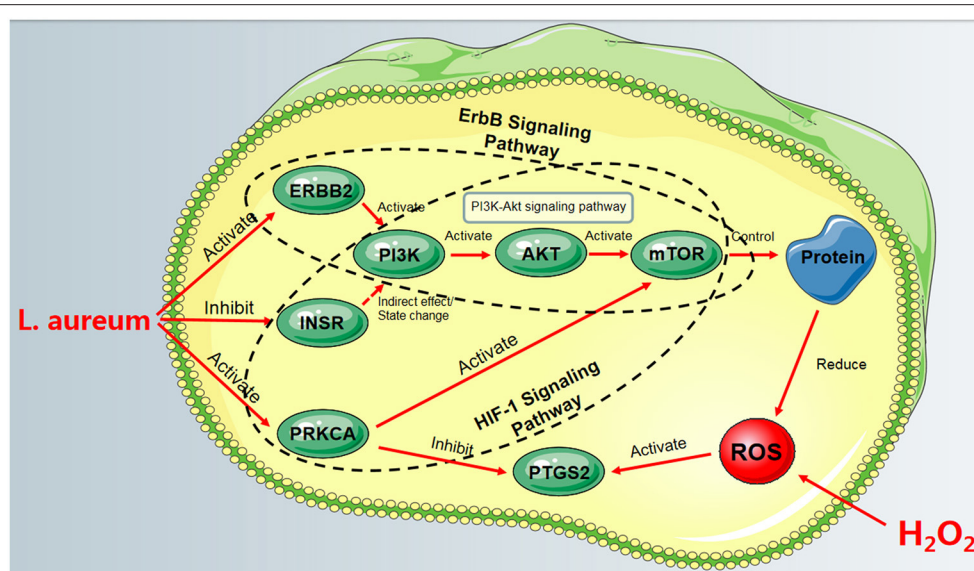 ErbB Signaling
Pathway
ERBB2
Activate
PI3K-Akt signaling pathway
Activate
PI3K
Activate
AKT
Activate
mTOR
Control
Protein
L. aureum
Inhibit
INSR
Indirect effect/
State change
Activate
PRKCA
Activate
HIF-1 Signaling
Pathway
Inhibit
PTGS2
Activate
ROS
Reduce
H₂O₂